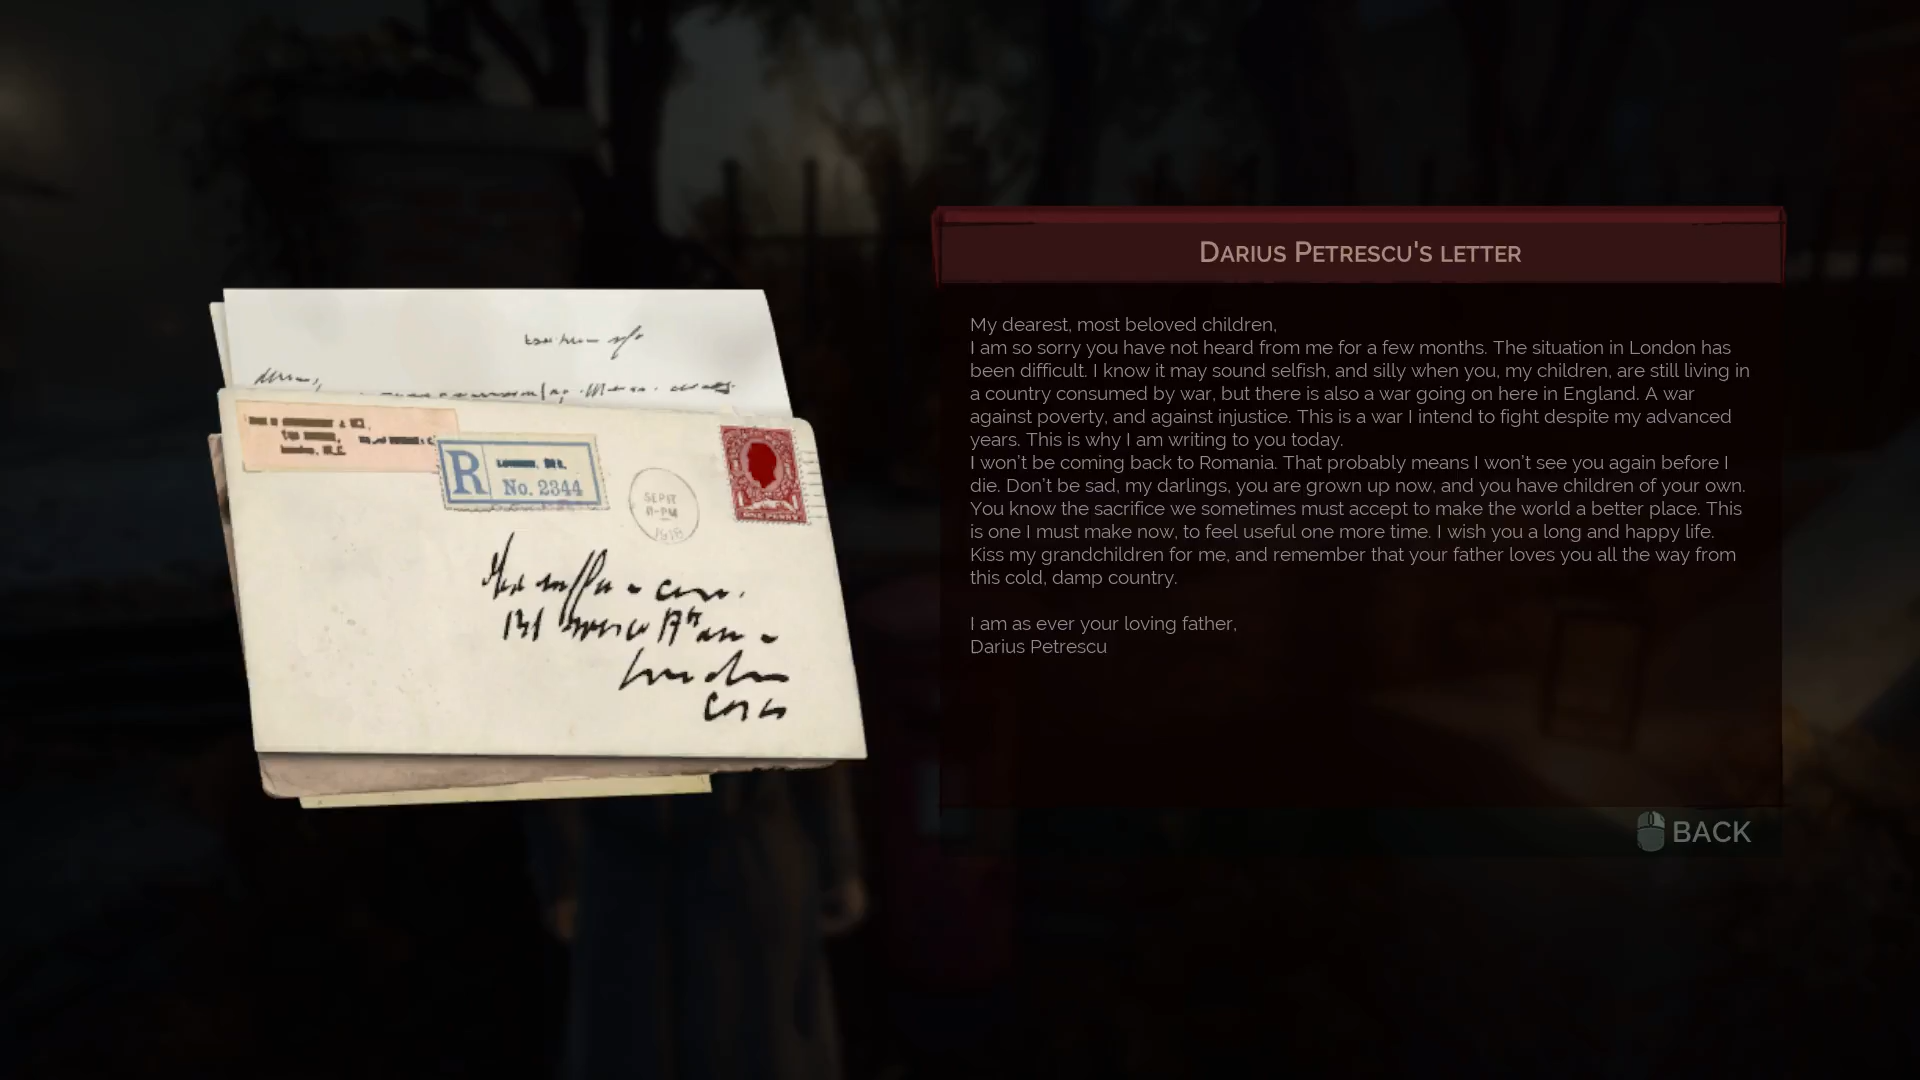 DARIUS PETRESCU'S LETTER
My dearest, most beloved children,
I am so sorry you have not heard from me for a few months. The situation in London has
been difficult. I know it may sound selfish, and silly when you, my children, are still living in
a country consumed by war, but there is also a war going on here in England. A war
against poverty, and against injustice. This is a war I intend to fight despite my advanced
years. This is why I am writing to you today.
I won't be coming back to Romania. That probably means I won't see you again before I
die. Don't be sad, my darlings, you are grown up now, and you have children of your own.
You know the sacrifice we sometimes must accept to make the world a better place. This
is one I must make now, to feel useful one more time. I wish you a long and happy life.
Kiss my grandchildren for me, and remember that your father loves you all the way from
this cold, damp country.
I am as ever your loving father,
Darius Petrescu
R
No. 2344
ONE PENNY
BACK